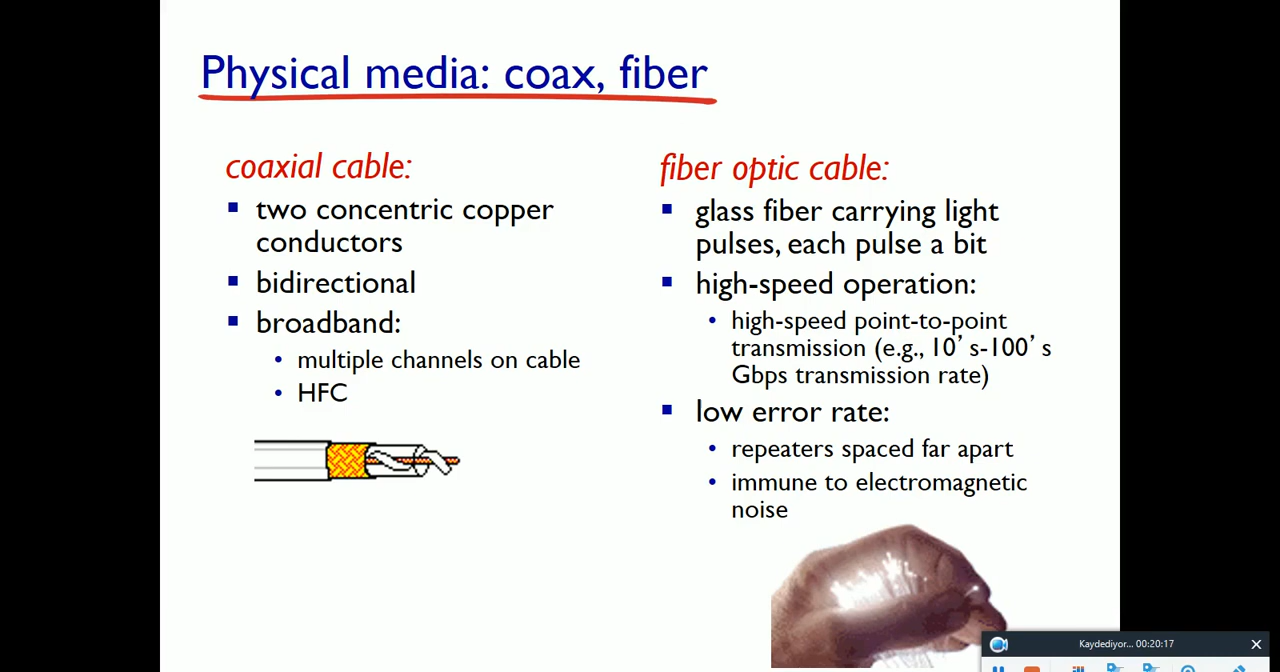 Physical media: coax, fiber
coaxial cable:
two concentric copper
conductors
bidirectional
broadband:
multiple channels on cable
HFC
fiber optic cable:
glass fiber carrying light
pulses, each pulse a bit
high-speed operation:
high-speed point-to-point
transmission (e.g., 10’s-100’s
Gbps transmission rate)
low error rate:
repeaters spaced far apart
immune to electromagnetic
noise
Kaydediyor... 00:20:17